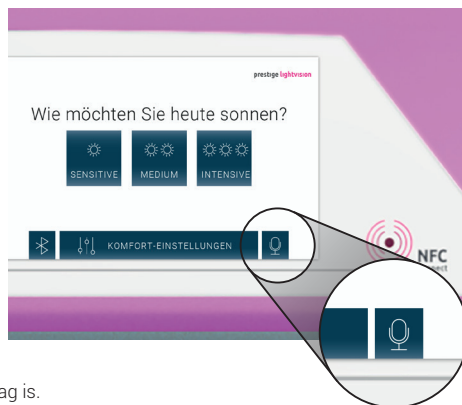 prestige lightvision
Wie möchten Sie heute sonnen?
SENSITIVE MEDIUM INTENSIVE
KOMFORT-EINSTELLUNGEN
NFC
ag is.